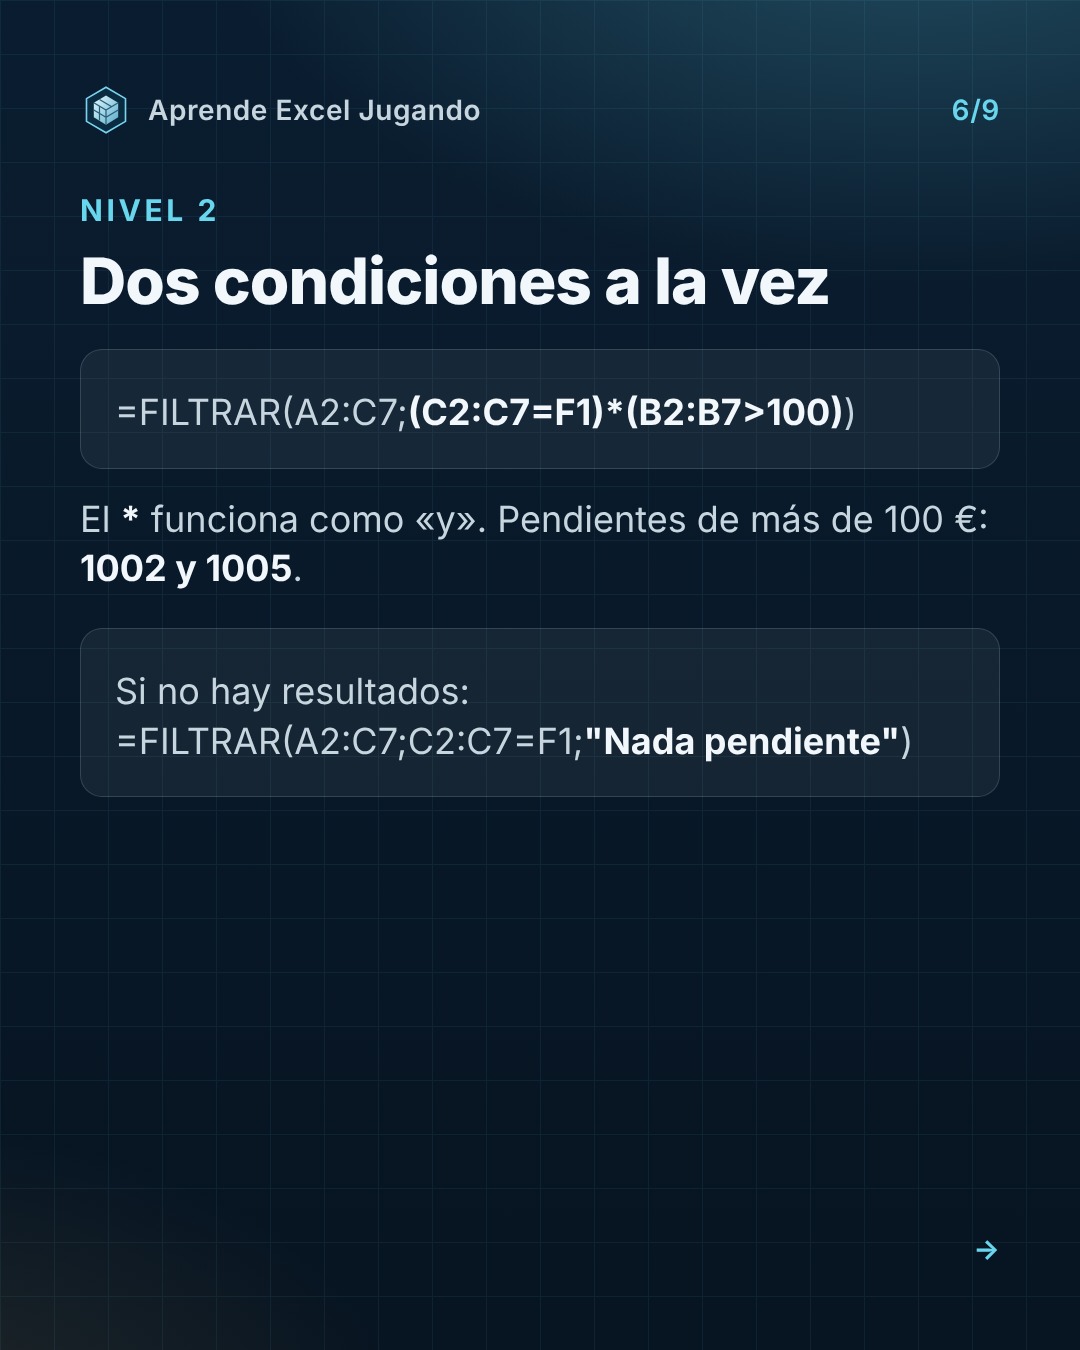 Aprende Excel Jugando
6/9
NIVEL 2
Dos condiciones a la vez
=FILTRAR(A2:C7;(C2:C7=F1)*(B2:B7>100))
El * funciona como «y». Pendientes de más de 100 €:
1002 y 1005.
Si no hay resultados:
=FILTRAR(A2:C7;C2:C7=F1;"Nada pendiente")
→